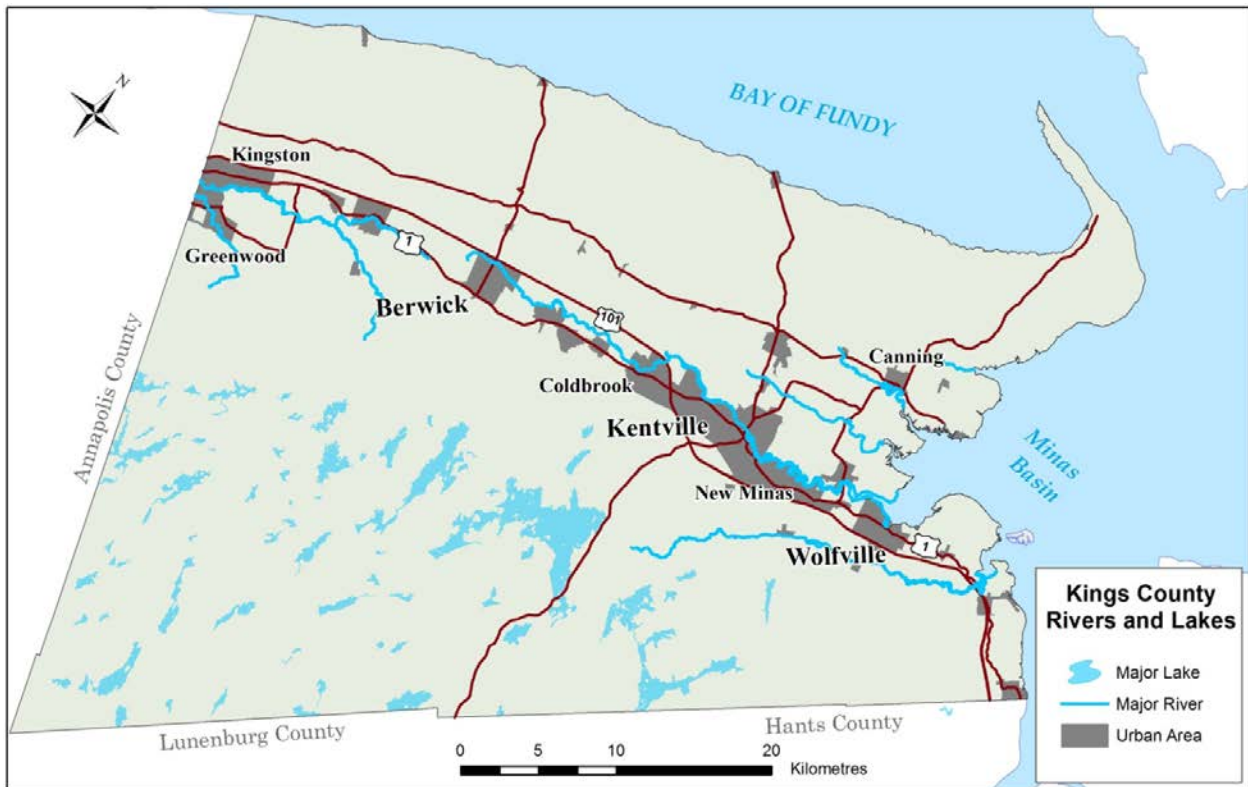 N
BAY OF FUNDY
Kingston
Greenwood
1
Berwick
101
Canning
Coldbrook
Kentville
Annapolis County
Minas
Basin
New Minas
Wolfville
1
Kings County
Rivers and Lakes
Major Lake
Major River
Urban Area
Lunenburg County
Hants County
0 5 10 20
Kilometres